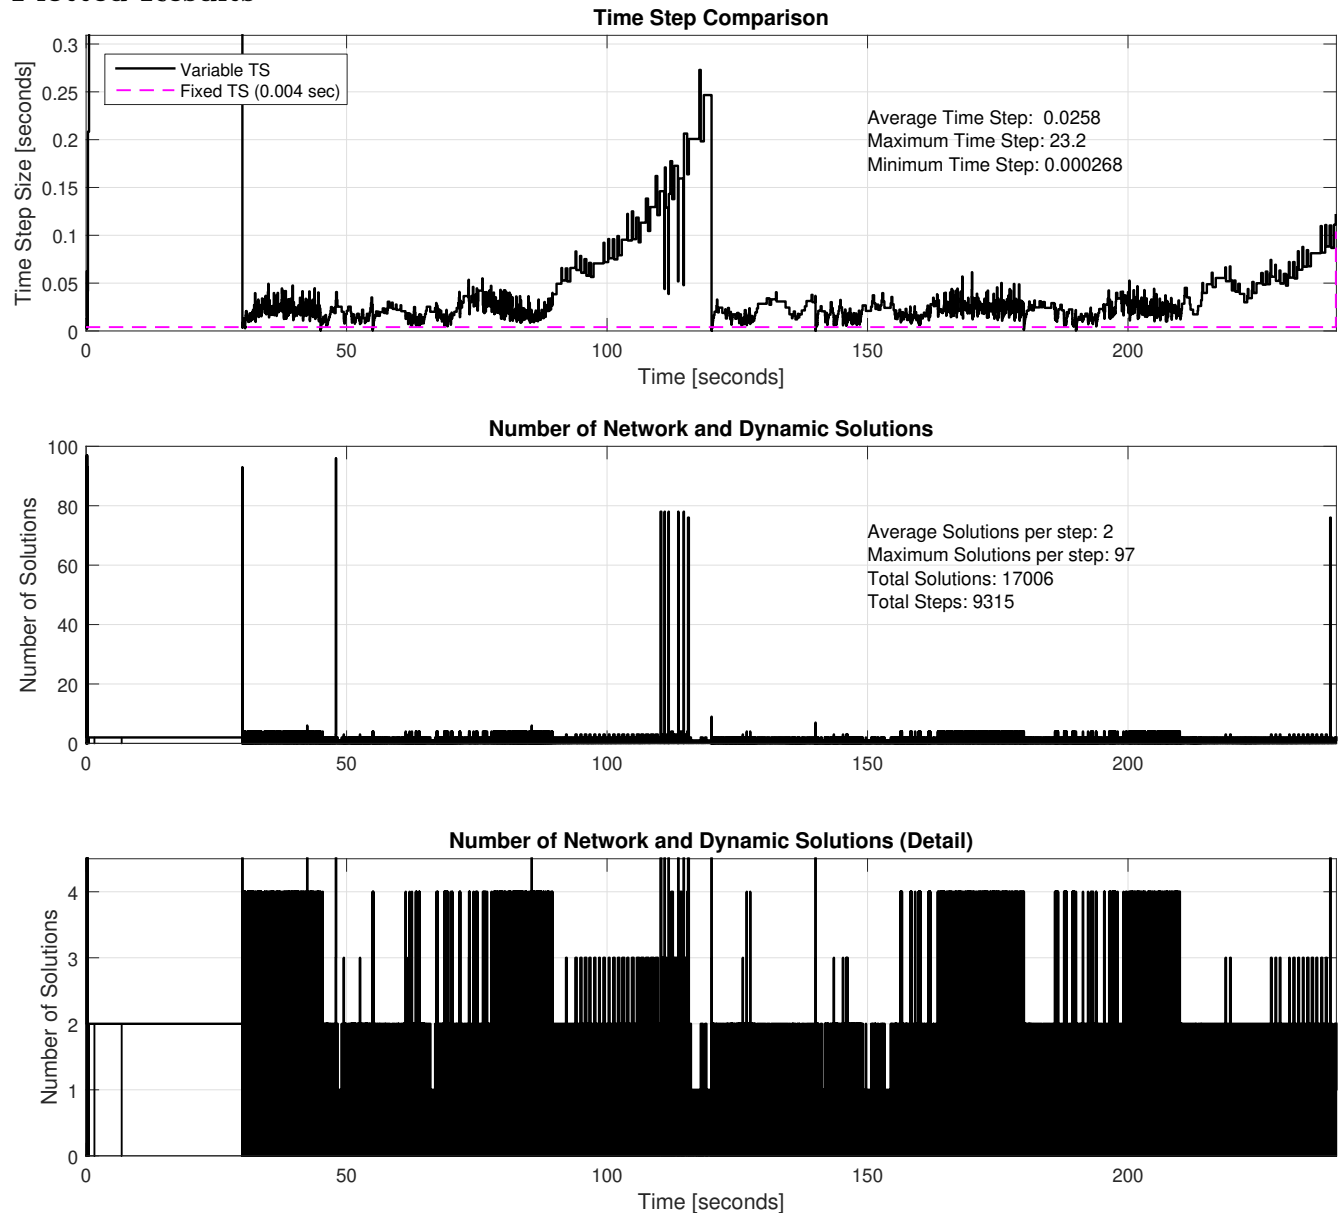 Time Step Comparison
Time Step Size [seconds]
0.3
0.25
0.2
0.15
0.1
0.05
0
Variable TS
Fixed TS (0.004 sec)
Average Time Step:  0.0258
Maximum Time Step: 23.2
Minimum Time Step: 0.000268
0 50 100 150 200
Time [seconds]
Number of Network and Dynamic Solutions
Number of Solutions
100
80
60
40
20
0
Average Solutions per step: 2
Maximum Solutions per step: 97
Total Solutions: 17006
Total Steps: 9315
0 50 100 150 200
Number of Network and Dynamic Solutions (Detail)
Number of Solutions
4
3
2
1
0
0 50 100 150 200
Time [seconds]